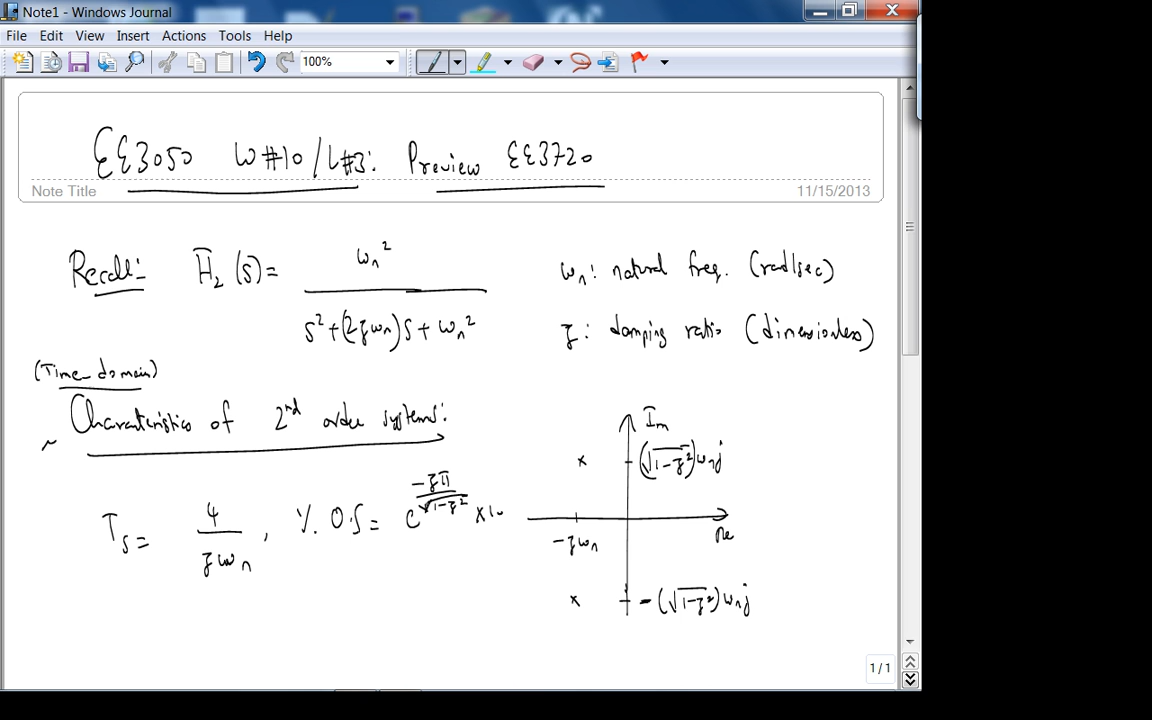 Note1 - Windows Journal
File Edit View Insert Actions Tools Help
100%
EE3050 W#10/L#3: Preview EE3720
Note Title 11/15/2013
Recall: H₂(s) = ωₙ² / (s² + (2ζωₙ)s + ωₙ²)
ωₙ: natural freq. (rad/sec)
ζ: damping ratio (dimensionless)
(Time-domain)
Characteristics of 2nd order systems:
Tₛ = 4 / (ζωₙ), % O.S = e^(-ζπ/√(1-ζ²)) x10
Im
(√(1-ζ²))ωₙj
-ζωₙ
Re
-(√(1-ζ²))ωₙj
1/1